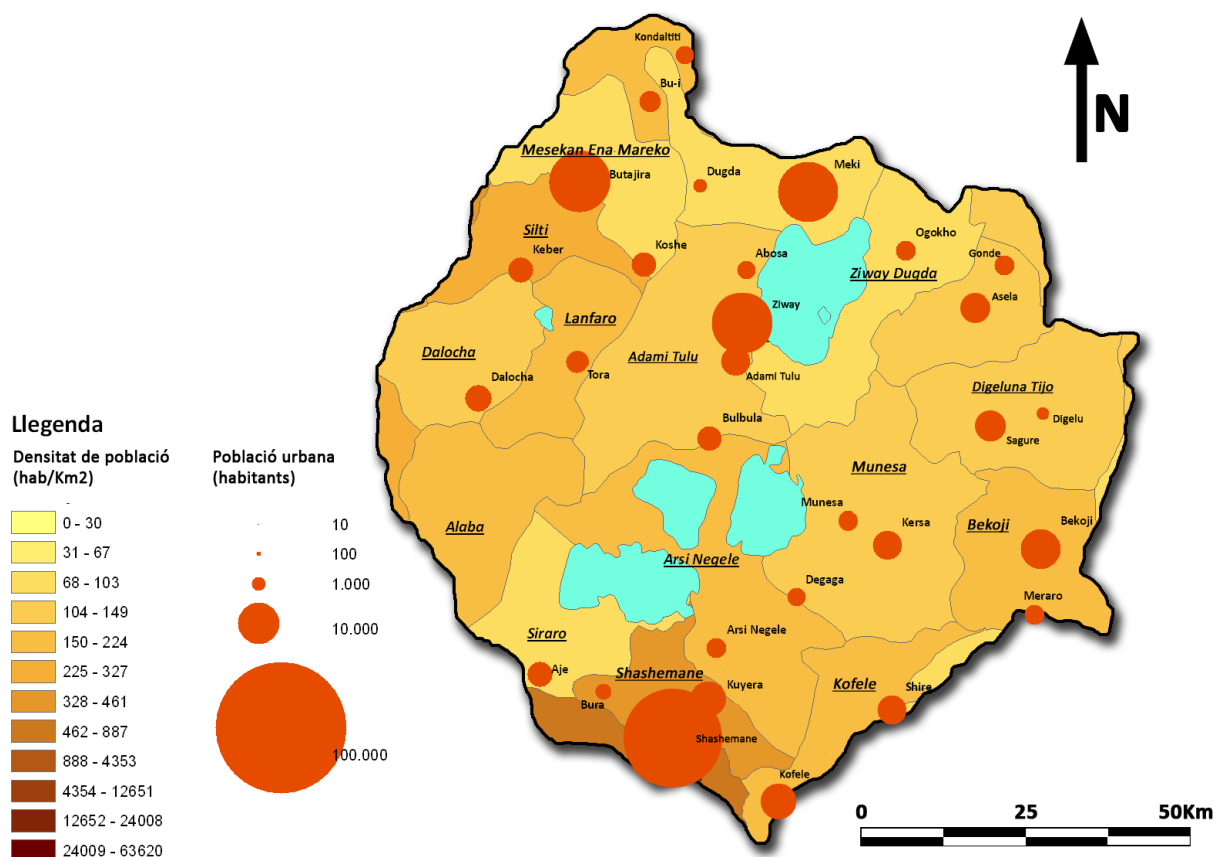 Kondaltiti
Bu-i
N
Mesekan Ena Mareko
Butajira
Dugda
Meki
Silti
Keber
Koshe
Abosa
Ogokho
Gonde
Ziway Dugda
Asela
Ziway
Lanfaro
Dalocha
Adami Tulu
Tora
Adami Tulu
Dalocha
Digeluna Tijo
Digelu
Sagure
Bulbula
Munesa
Munesa
Kersa
Alaba
Bekoji
Bekoji
Arsi Negele
Degaga
Meraro
Siraro
Arsi Negele
Aje
Shashemane
Kuyera
Bura
Kofele
Shire
Shashemane
Kofele
Llegenda
Densitat de població
(hab/Km2)
-
0 - 30
31 - 67
68 - 103
104 - 149
150 - 224
225 - 327
328 - 461
462 - 887
888 - 4353
4354 - 12651
12652 - 24008
24009 - 63620
Població urbana
(habitants)
10
100
1.000
10.000
100.000
0 25 50Km